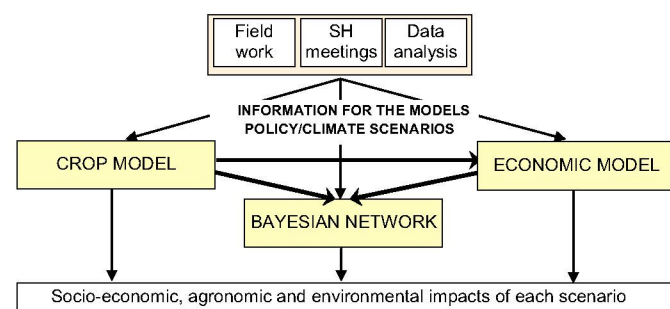 Field
work
SH
meetings
Data
analysis
INFORMATION FOR THE MODELS
POLICY/CLIMATE SCENARIOS
CROP MODEL
ECONOMIC MODEL
BAYESIAN NETWORK
Socio-economic, agronomic and environmental impacts of each scenario